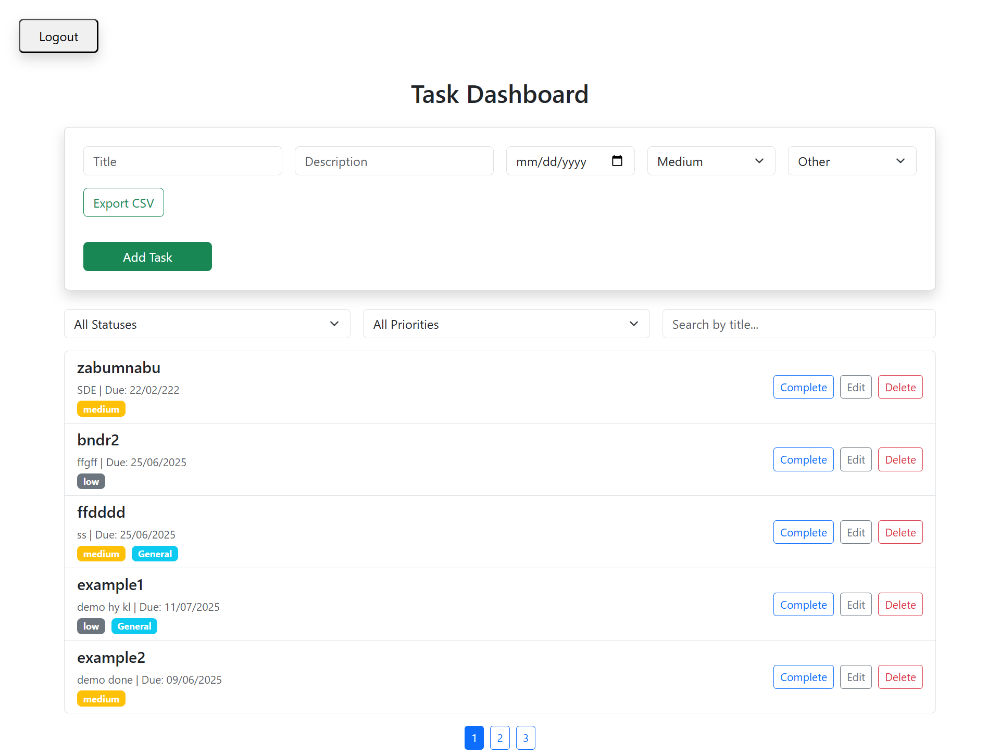 Logout
Task Dashboard
Title Description mm/dd/yyyy Medium Other
Export CSV
Add Task
All Statuses All Priorities Search by title...
zabumnabu
SDE | Due: 22/02/222
medium
Complete Edit Delete
bndr2
ffgff | Due: 25/06/2025
low
Complete Edit Delete
ffdddd
ss | Due: 25/06/2025
medium General
Complete Edit Delete
example1
demo hy kl | Due: 11/07/2025
low General
Complete Edit Delete
example2
demo done | Due: 09/06/2025
medium
Complete Edit Delete
1 2 3